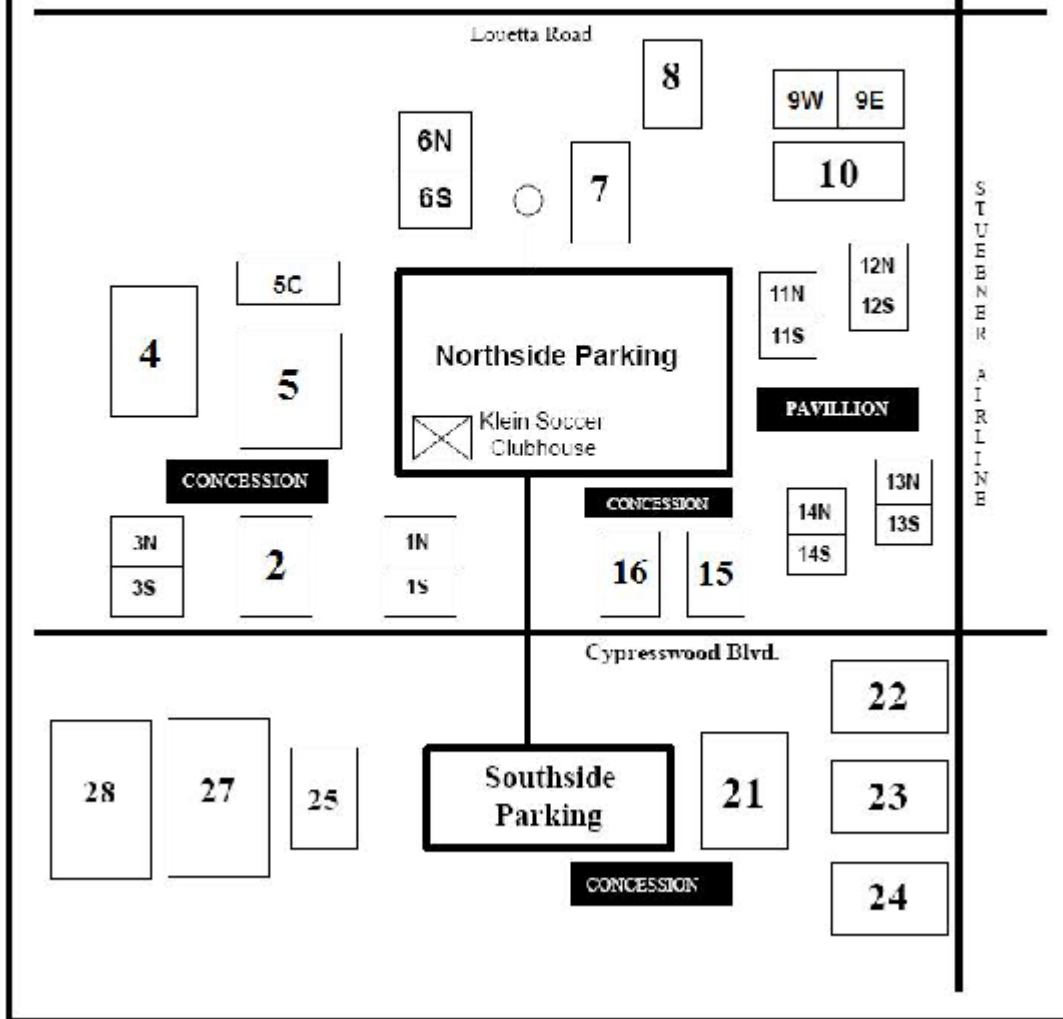 Louetta Road
8
9W 9E
6N
6S
7
10
5C
4
5
12N
12S
11N
11S
Northside Parking
Klein Soccer
Clubhouse
PAVILLION
STUEBNER AIRLINE
CONCESSION
CONCESSION
13N
13S
14N
14S
3N
3S
2
1N
1S
16
15
Cypresswood Blvd.
22
28
27
25
Southside
Parking
21
23
CONCESSION
24